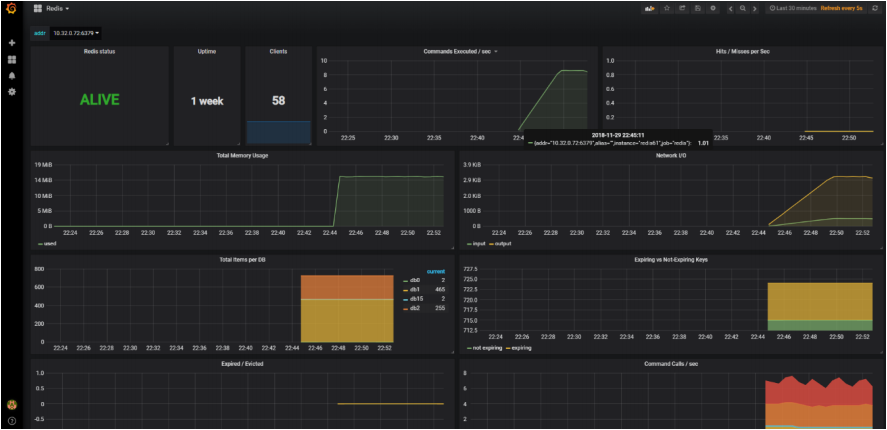 Redis
Last 30 minutes Refresh every 5s
addr 10.32.0.72:6379
Redis status
ALIVE
Uptime
1 week
Clients
58
Commands Executed / sec
10
8
6
4
2
0
22:25 22:30 22:35 22:40 22:4
Hits / Misses per Sec
1.0
0.8
0.6
0.4
0.2
0
22:35 22:40 22:45 22:50
2018-11-29 22:45:11
{addr="10.32.0.72:6379",alias="",instance="redis61",job="redis"}: 1.01
Total Memory Usage
19 MiB
14 MiB
10 MiB
5 MiB
0 B
22:24 22:26 22:28 22:30 22:32 22:34 22:36 22:38 22:40 22:42 22:44 22:46 22:48 22:50 22:52
used
Network I/O
3.9 KiB
2.9 KiB
2.0 KiB
1000 B
0 B
22:24 22:26 22:28 22:30 22:32 22:34 22:36 22:38 22:40 22:42 22:44 22:46 22:48 22:50 22:52
input output
Total Items per DB
800
600
400
200
0
22:24 22:26 22:28 22:30 22:32 22:34 22:36 22:38 22:40 22:42 22:44 22:46 22:48 22:50 22:52
current
db0 2
db1 465
db15 2
db2 255
Expiring vs Not-Expiring Keys
727.5
725.0
722.5
720.0
717.5
715.0
712.5
22:24 22:26 22:28 22:30 22:32 22:34 22:36 22:38 22:40 22:42 22:44 22:46 22:48 22:50 22:52
not expiring expiring
Expired / Evicted
1.0
0.5
0
-0.5
Command Calls / sec
8
6
4
2